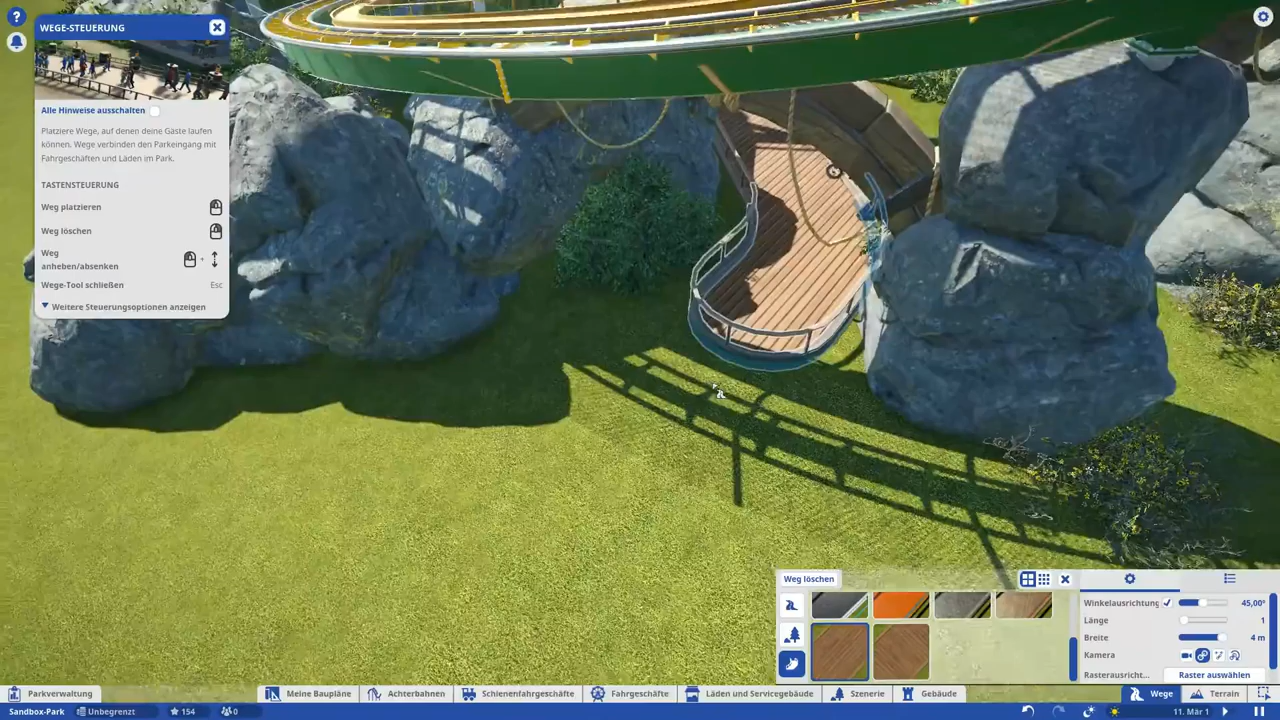 WEGE-STEUERUNG
Alle Hinweise ausschalten
Platziere Wege, auf denen deine Gäste laufen
können. Wege verbinden den Parkeingang mit
Fahrgeschäften und Läden im Park.
TASTENSTEUERUNG
Weg platzieren
Weg löschen
Weg
anheben/absenken
Wege-Tool schließen Esc
Weitere Steuerungsoptionen anzeigen
Weg löschen
Winkelausrichtung 45,00°
Länge 1
Breite 4 m
Kamera
Rasterausricht... Raster auswählen
Parkverwaltung Meine Baupläne Achterbahnen Schienenfahrgeschäfte Fahrgeschäfte Läden und Servicegebäude Szenerie Gebäude Wege Terrain
Sandbox-Park Unbegrenzt 154 0 11. Mär 1